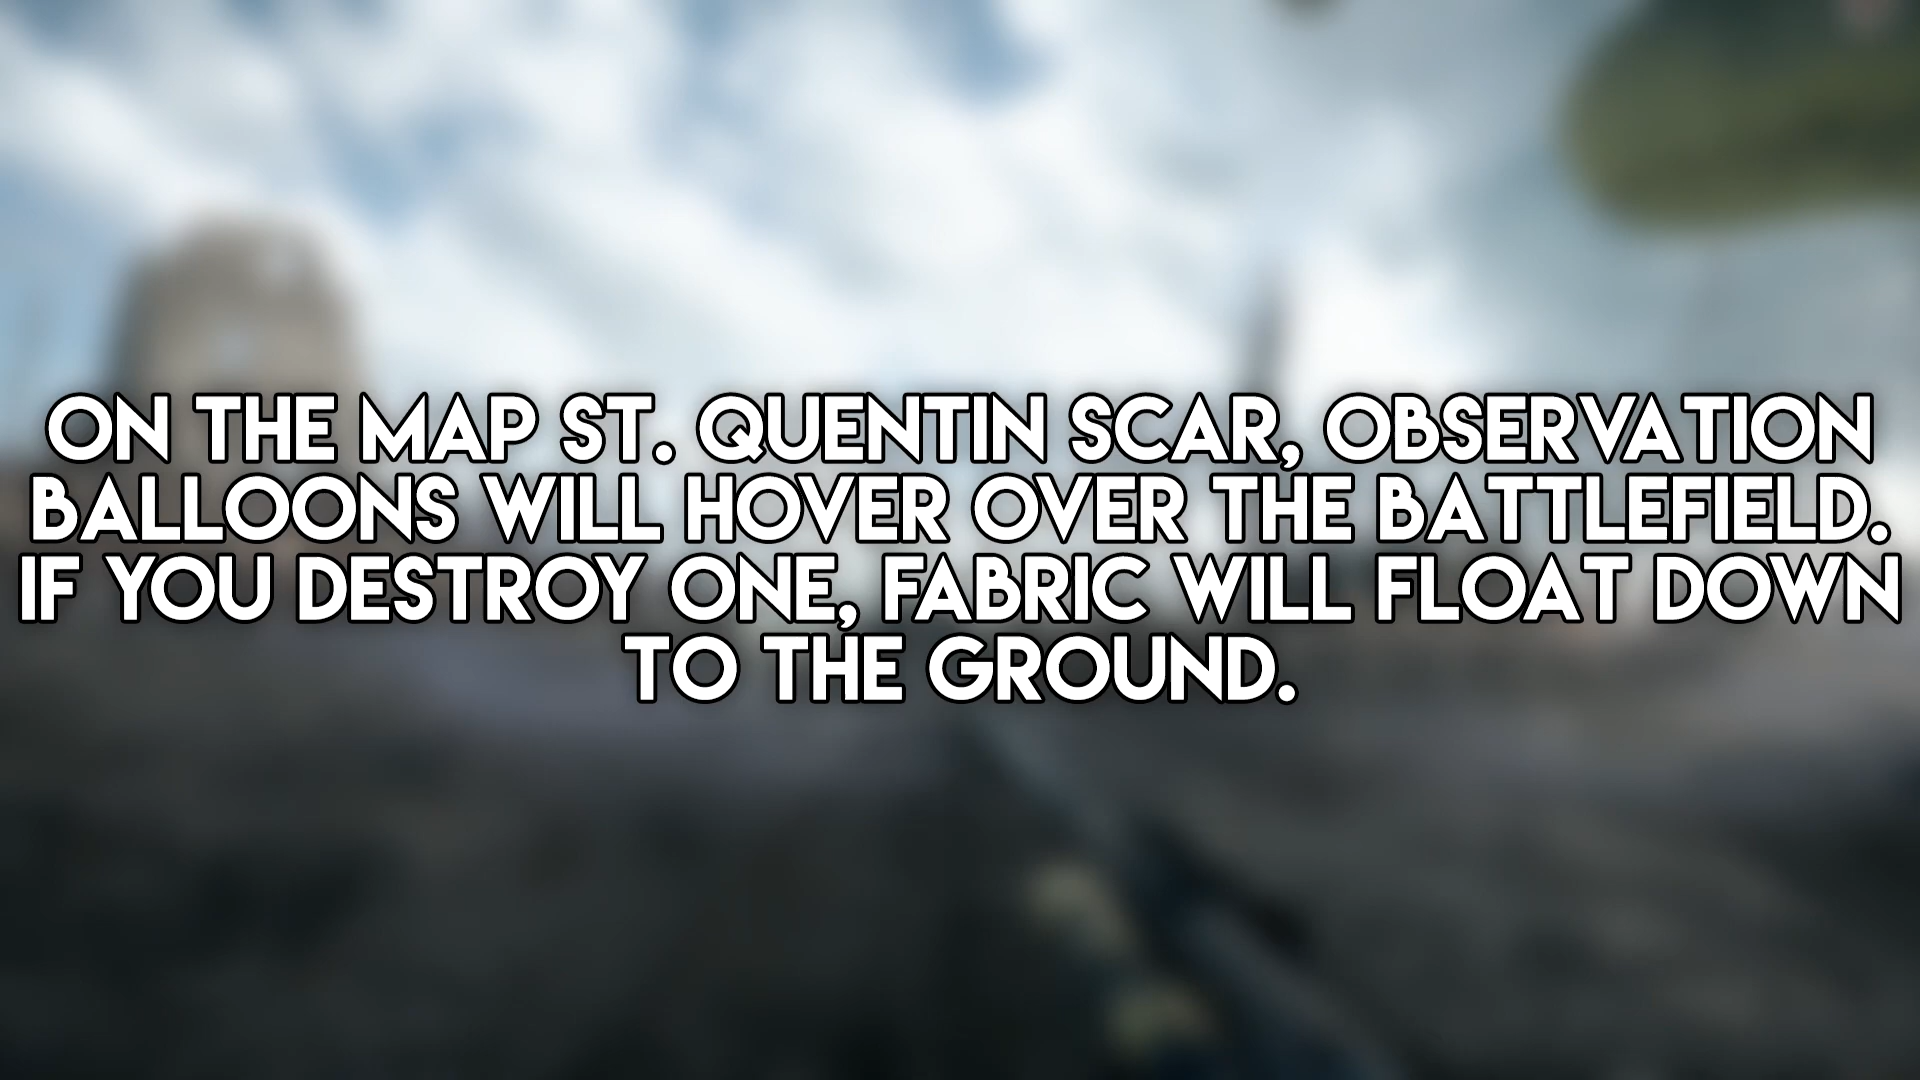 ON THE MAP ST. QUENTIN SCAR, OBSERVATION
BALLOONS WILL HOVER OVER THE BATTLEFIELD.
IF YOU DESTROY ONE, FABRIC WILL FLOAT DOWN
TO THE GROUND.